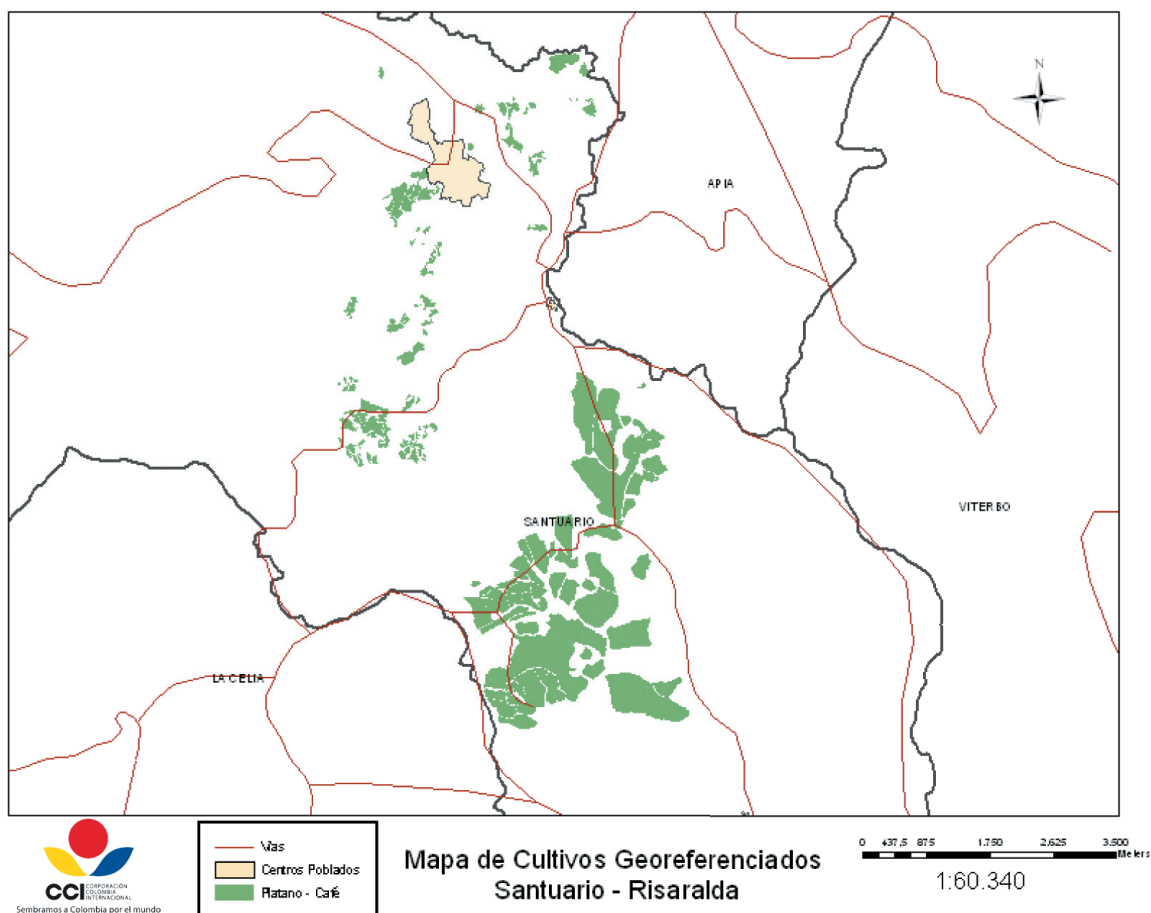 N
APIA
VITERBO
SANTUARIO
LA CELIA
CCI CORPORACIÓN
COLOMBIA
INTERNACIONAL
Sembramos a Colombia por el mundo
Vias
Centros Poblados
Platano - Café
Mapa de Cultivos Georeferenciados
Santuario - Risaralda
0 437,5 875 1.750 2.625 3.500
Meters
1:60.340